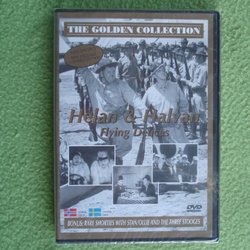 THE GOLDEN COLLECTION
Helan & Halvan
Flying Deuces
DVD
BONUS: RARE SHORTIES WITH STAN/OLLIE AND THE THREE STOOGES